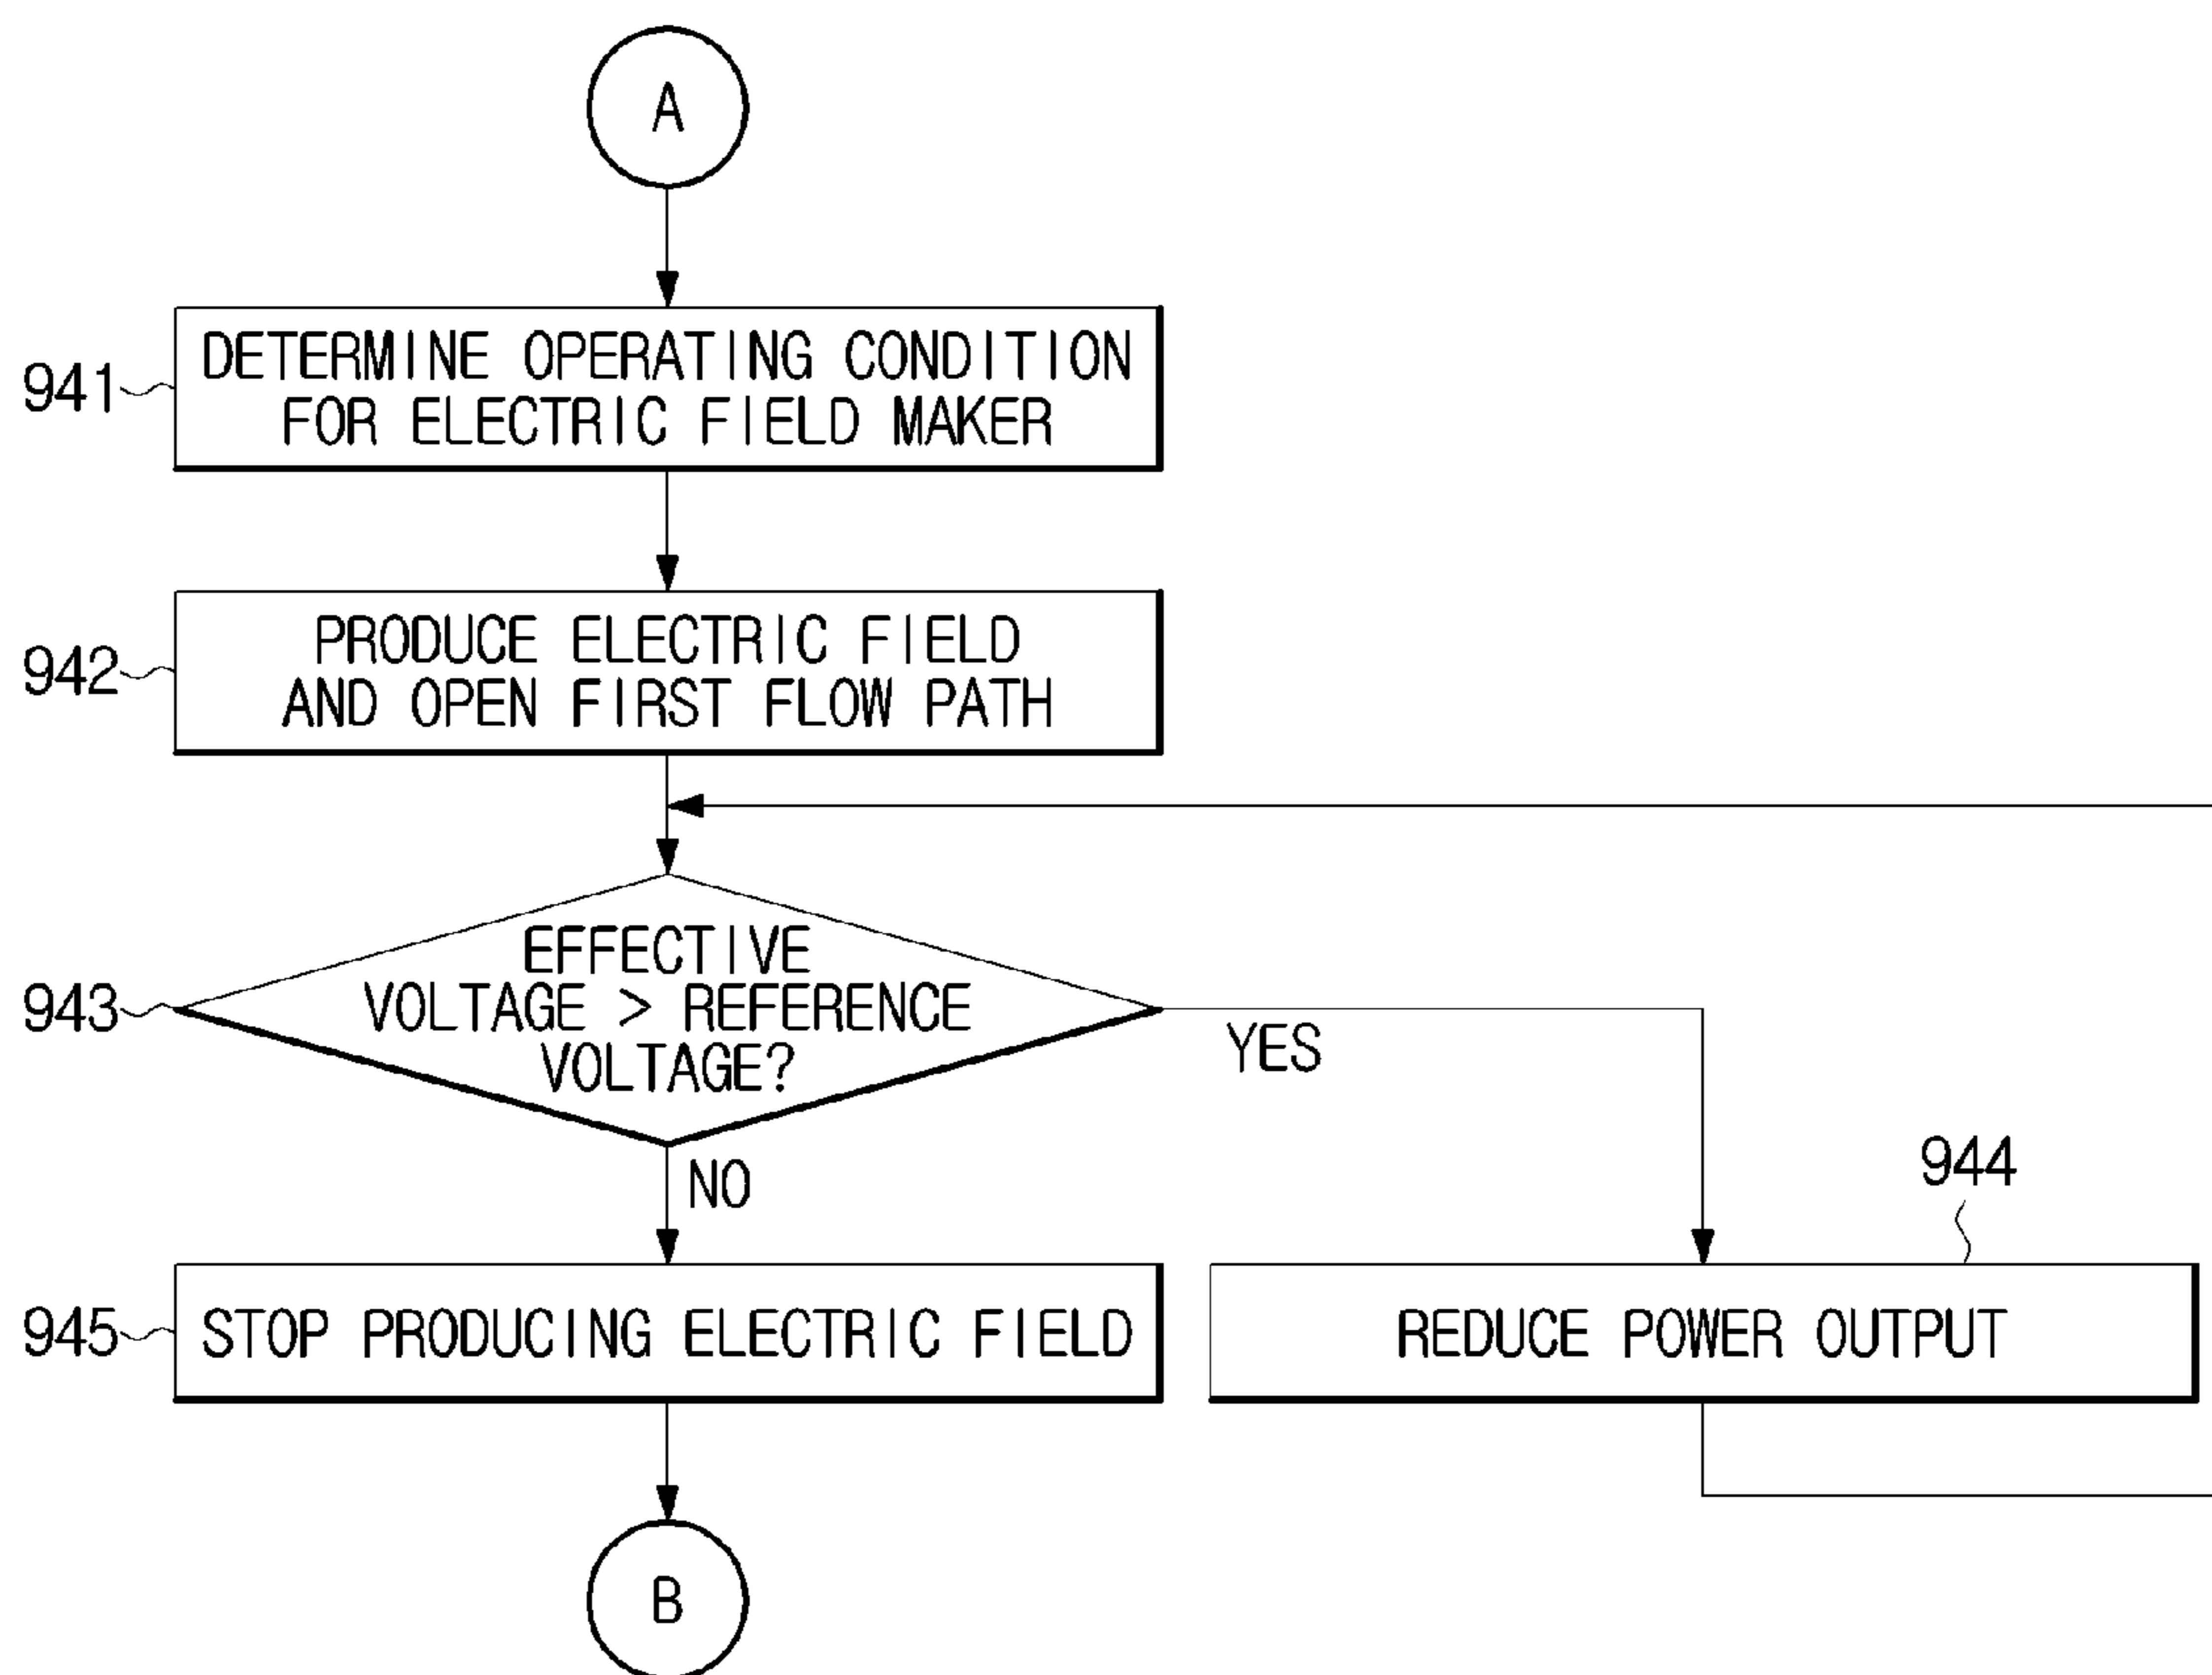 A
941
DETERMINE OPERATING CONDITION
FOR ELECTRIC FIELD MAKER
942
PRODUCE ELECTRIC FIELD
AND OPEN FIRST FLOW PATH
943
EFFECTIVE
VOLTAGE > REFERENCE
VOLTAGE?
YES
NO
944
945
STOP PRODUCING ELECTRIC FIELD
REDUCE POWER OUTPUT
B